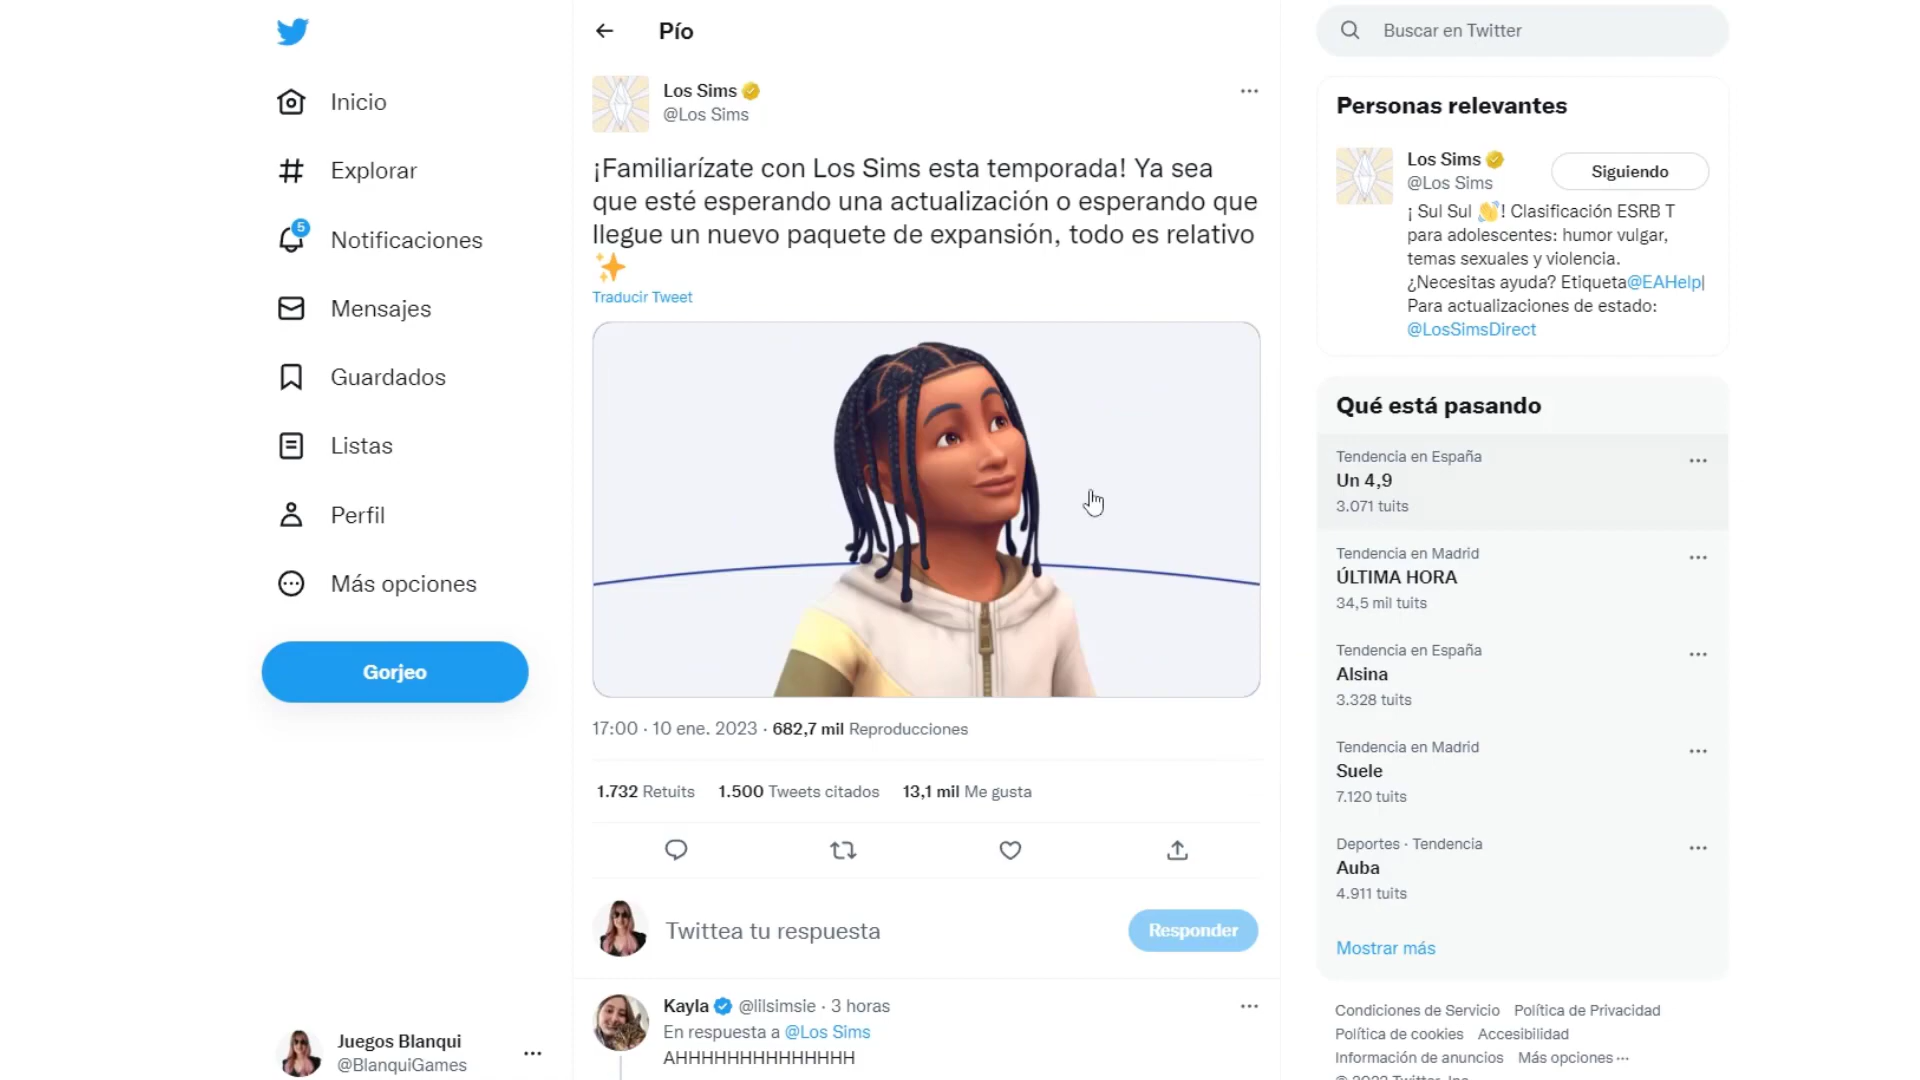 Pío
Buscar en Twitter
Inicio
Explorar
5
Notificaciones
Mensajes
Guardados
Listas
Perfil
Más opciones
Gorjeo
Juegos Blanqui
@BlanquiGames
Los Sims
@Los Sims
¡Familiarízate con Los Sims esta temporada! Ya sea
que esté esperando una actualización o esperando que
llegue un nuevo paquete de expansión, todo es relativo
✨
Traducir Tweet
17:00 · 10 ene. 2023 · 682,7 mil Reproducciones
1.732 Retuits 1.500 Tweets citados 13,1 mil Me gusta
Twittea tu respuesta
Responder
Kayla @lilsimsie · 3 horas
En respuesta a @Los Sims
AHHHHHHHHHHHHHH
Personas relevantes
Los Sims
@Los Sims
Siguiendo
¡ Sul Sul 👋! Clasificación ESRB T
para adolescentes: humor vulgar,
temas sexuales y violencia.
¿Necesitas ayuda? Etiqueta@EAHelp|
Para actualizaciones de estado:
@LosSimsDirect
Qué está pasando
Tendencia en España
Un 4,9
3.071 tuits
Tendencia en Madrid
ÚLTIMA HORA
34,5 mil tuits
Tendencia en España
Alsina
3.328 tuits
Tendencia en Madrid
Suele
7.120 tuits
Deportes · Tendencia
Auba
4.911 tuits
Mostrar más
Condiciones de Servicio Política de Privacidad
Política de cookies Accesibilidad
Información de anuncios Más opciones ···
© 2023 Twitter, Inc.